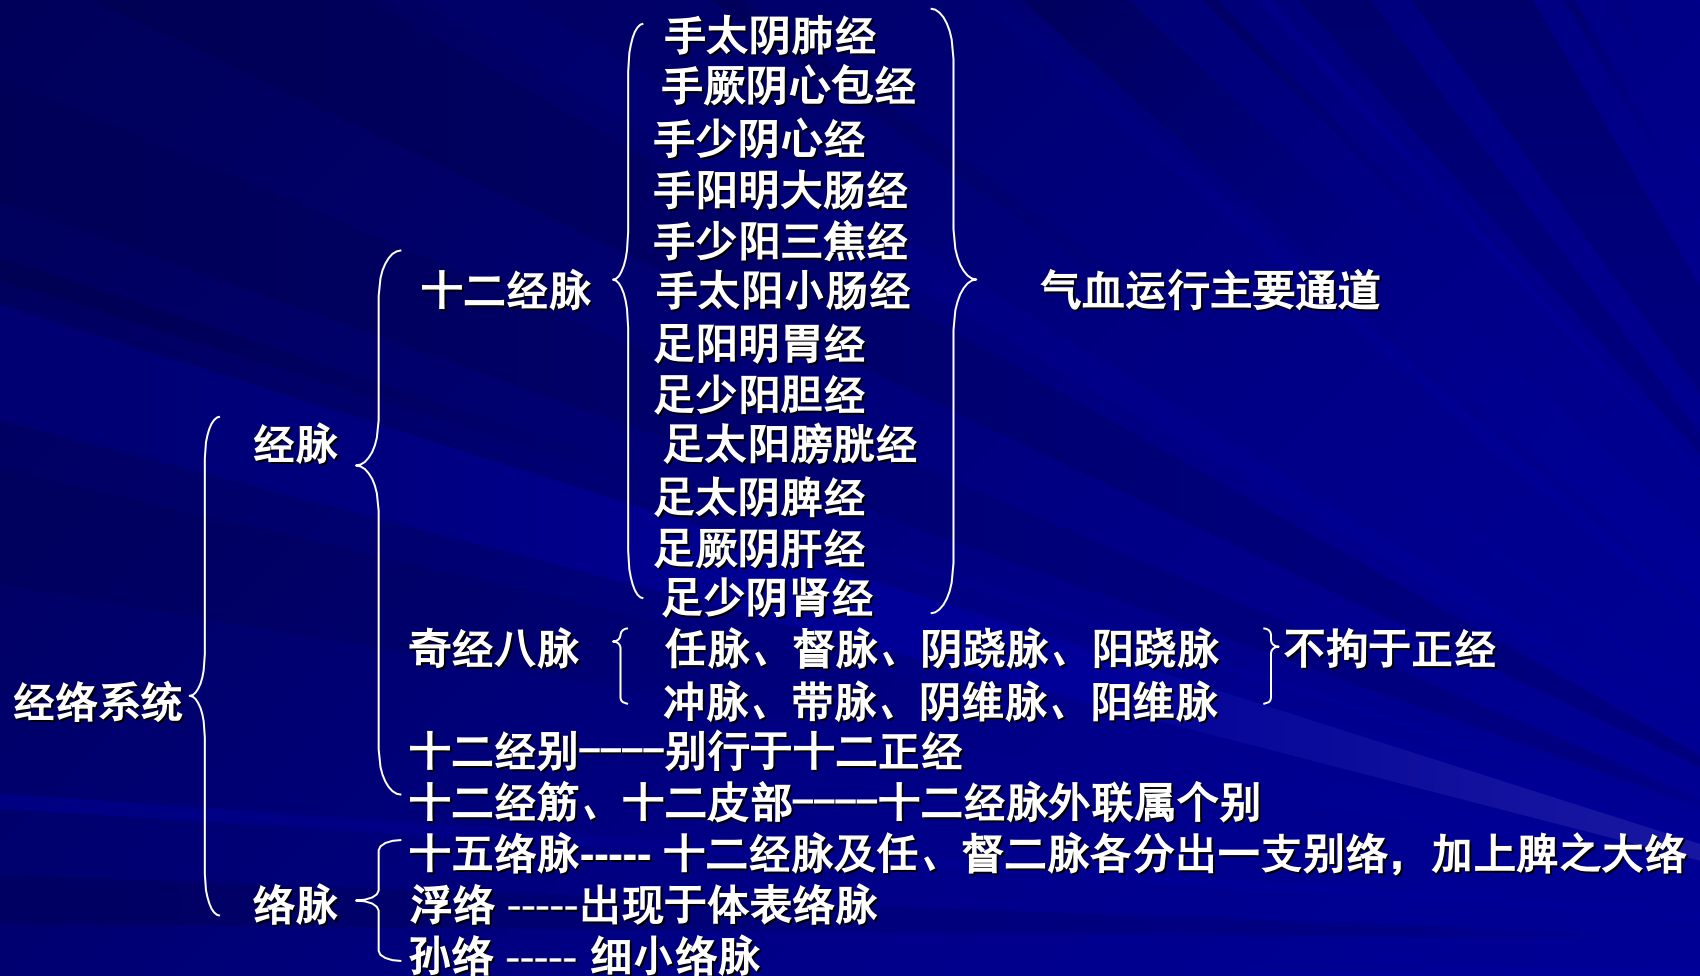 手太阴肺经
手厥阴心包经
手少阴心经
手阳明大肠经
手少阳三焦经
十二经脉 手太阳小肠经 气血运行主要通道
足阳明胃经
足少阳胆经
经脉 足太阳膀胱经
足太阴脾经
足厥阴肝经
足少阴肾经
奇经八脉 任脉、督脉、阴跷脉、阳跷脉 不拘于正经
经络系统 冲脉、带脉、阴维脉、阳维脉
十二经别----别行于十二正经
十二经筋、十二皮部----十二经脉外联属个别
十五络脉----- 十二经脉及任、督二脉各分出一支别络，加上脾之大络
络脉 浮络 -----出现于体表络脉
孙络 ----- 细小络脉